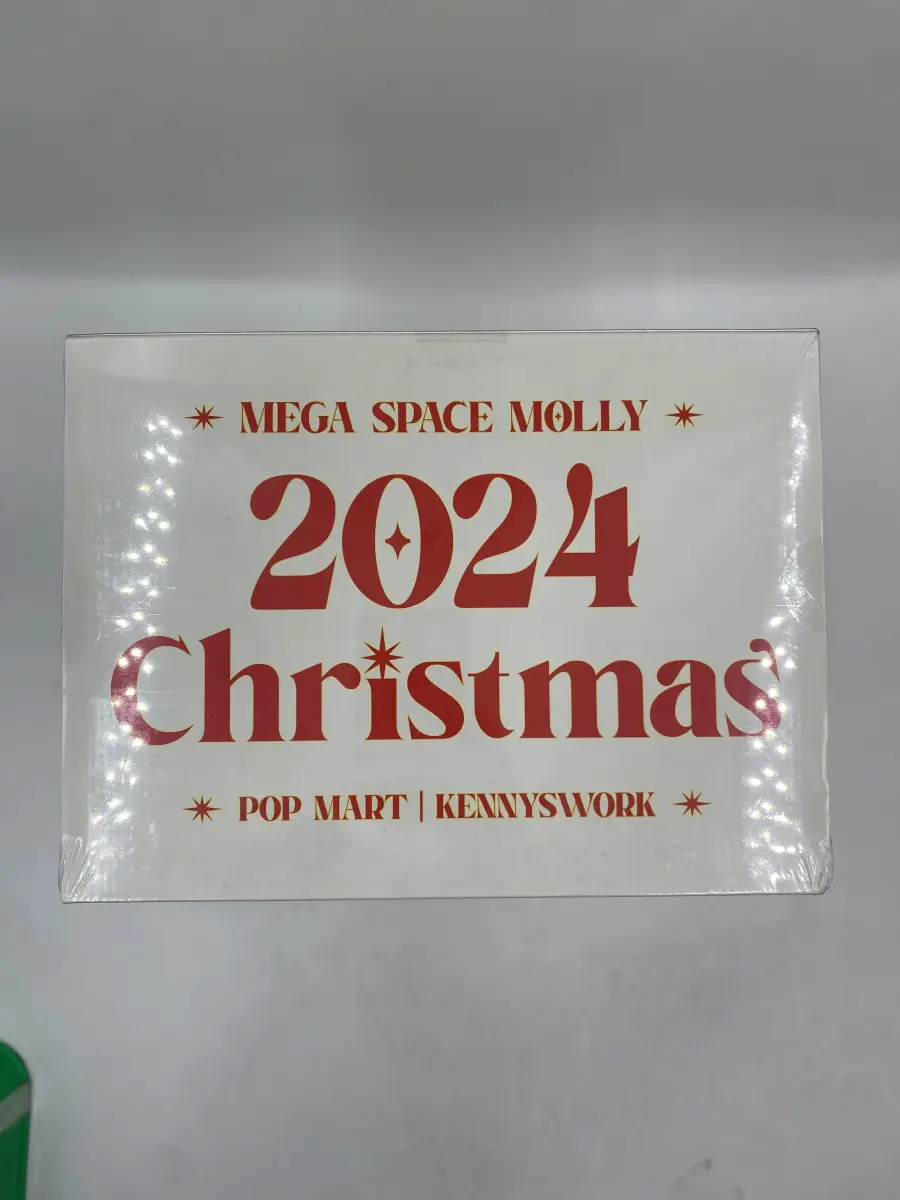 MEGA SPACE MOLLY
2024
Christmas
POP MART | KENNYSWORK